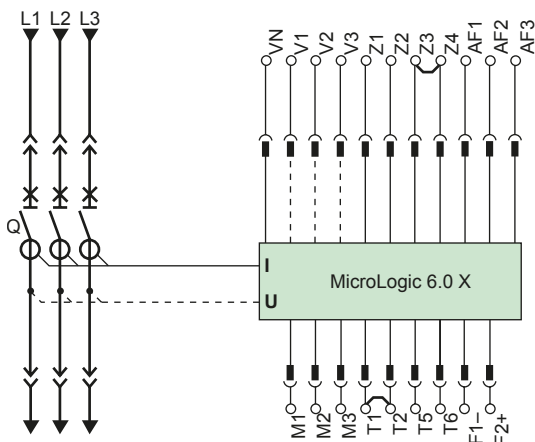 L1 L2 L3
VN V1 V2 V3 Z1 Z2 Z3 Z4 AF1 AF2 AF3
Q
I
MicroLogic 6.0 X
U
M1 M2 M3 T1 T2 T5 T6 F1– F2+